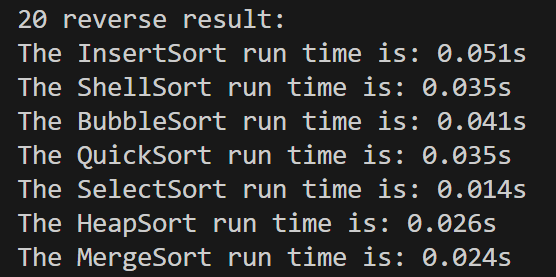 20 reverse result:
The InsertSort run time is: 0.051s
The ShellSort run time is: 0.035s
The BubbleSort run time is: 0.041s
The QuickSort run time is: 0.035s
The SelectSort run time is: 0.014s
The HeapSort run time is: 0.026s
The MergeSort run time is: 0.024s